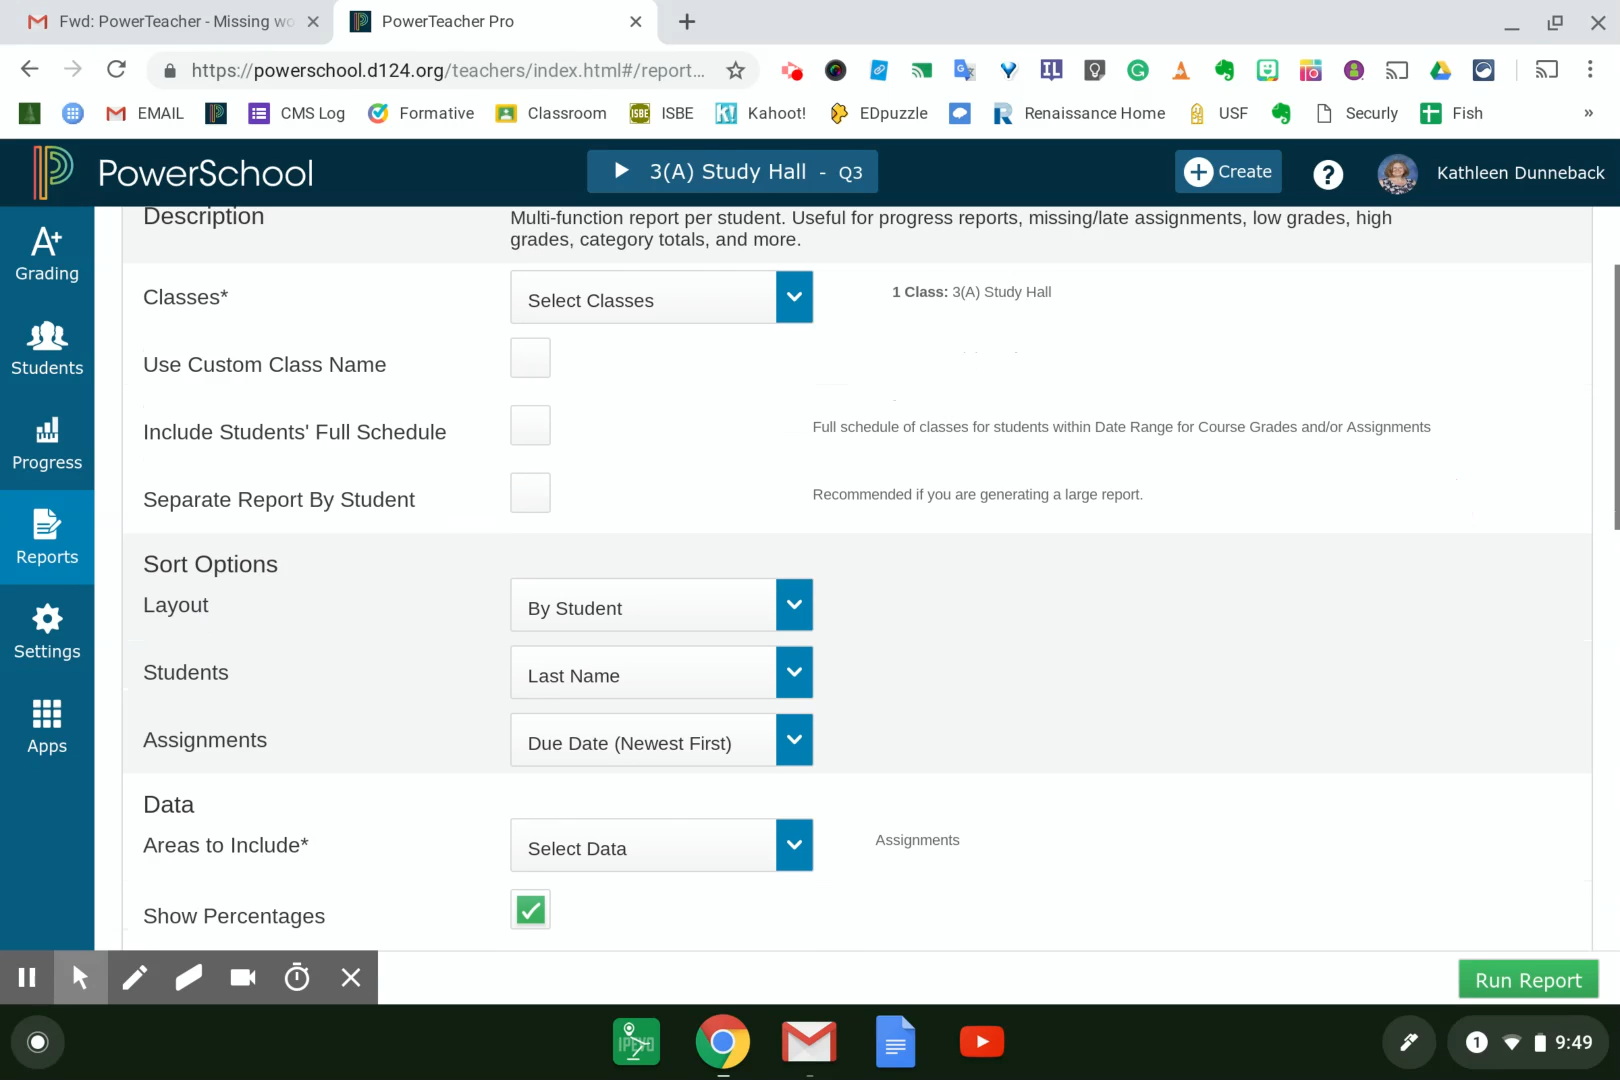 Fwd: PowerTeacher - Missing wo
PowerTeacher Pro
https://powerschool.d124.org/teachers/index.html#/report...
EMAIL
CMS Log
Formative
Classroom
ISBE
ISBE
K!
Kahoot!
EDpuzzle
Renaissance Home
USF
Securly
Fish
»
PowerSchool
3(A) Study Hall - Q3
Create
?
Kathleen Dunneback
Grading
Students
Progress
Reports
Settings
Apps
Description
Multi-function report per student. Useful for progress reports, missing/late assignments, low grades, high
grades, category totals, and more.
Classes*
Select Classes
1 Class: 3(A) Study Hall
Use Custom Class Name
Include Students' Full Schedule
Full schedule of classes for students within Date Range for Course Grades and/or Assignments
Separate Report By Student
Recommended if you are generating a large report.
Sort Options
Layout
By Student
Students
Last Name
Assignments
Due Date (Newest First)
Data
Areas to Include*
Select Data
Assignments
Show Percentages
Run Report
IPEVO
1
9:49